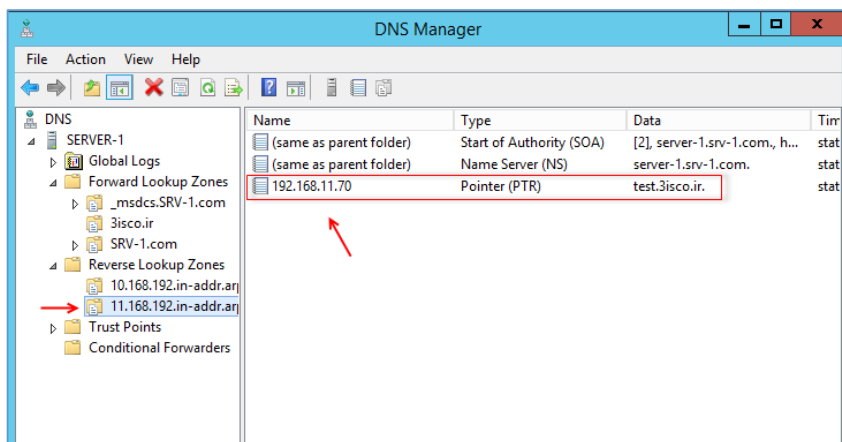 DNS Manager
File Action View Help
DNS
SERVER-1
Global Logs
Forward Lookup Zones
_msdcs.SRV-1.com
3isco.ir
SRV-1.com
Reverse Lookup Zones
10.168.192.in-addr.arp
11.168.192.in-addr.arp
Trust Points
Conditional Forwarders
Name Type Data Tim
(same as parent folder) Start of Authority (SOA) [2], server-1.srv-1.com., h... stat
(same as parent folder) Name Server (NS) server-1.srv-1.com. stat
192.168.11.70 Pointer (PTR) test.3isco.ir. stat